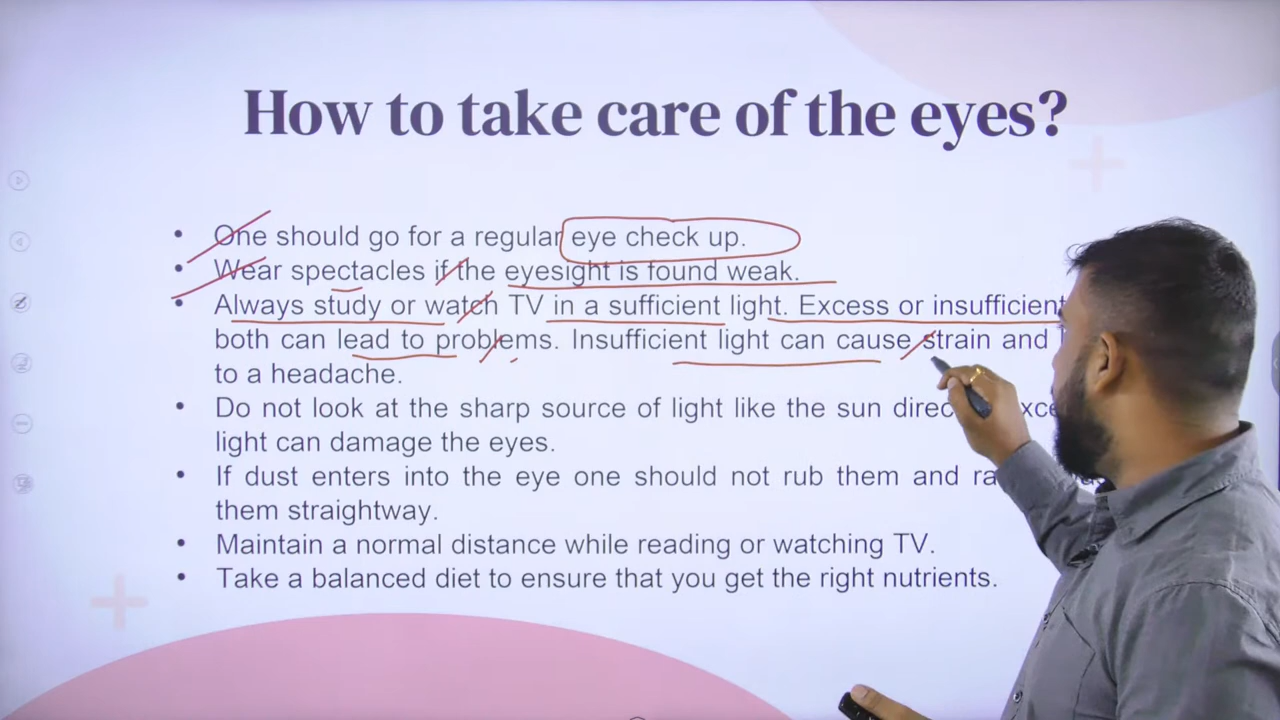 How to take care of the eyes?
• One should go for a regular eye check up.
• Wear spectacles if the eyesight is found weak.
• Always study or watch TV in a sufficient light. Excess or insufficient
both can lead to problems. Insufficient light can cause strain and
to a headache.
• Do not look at the sharp source of light like the sun
light can damage the eyes.
• If dust enters into the eye one should not rub them and
them straightway.
• Maintain a normal distance while reading or watching TV.
• Take a balanced diet to ensure that you get the right nutrients.